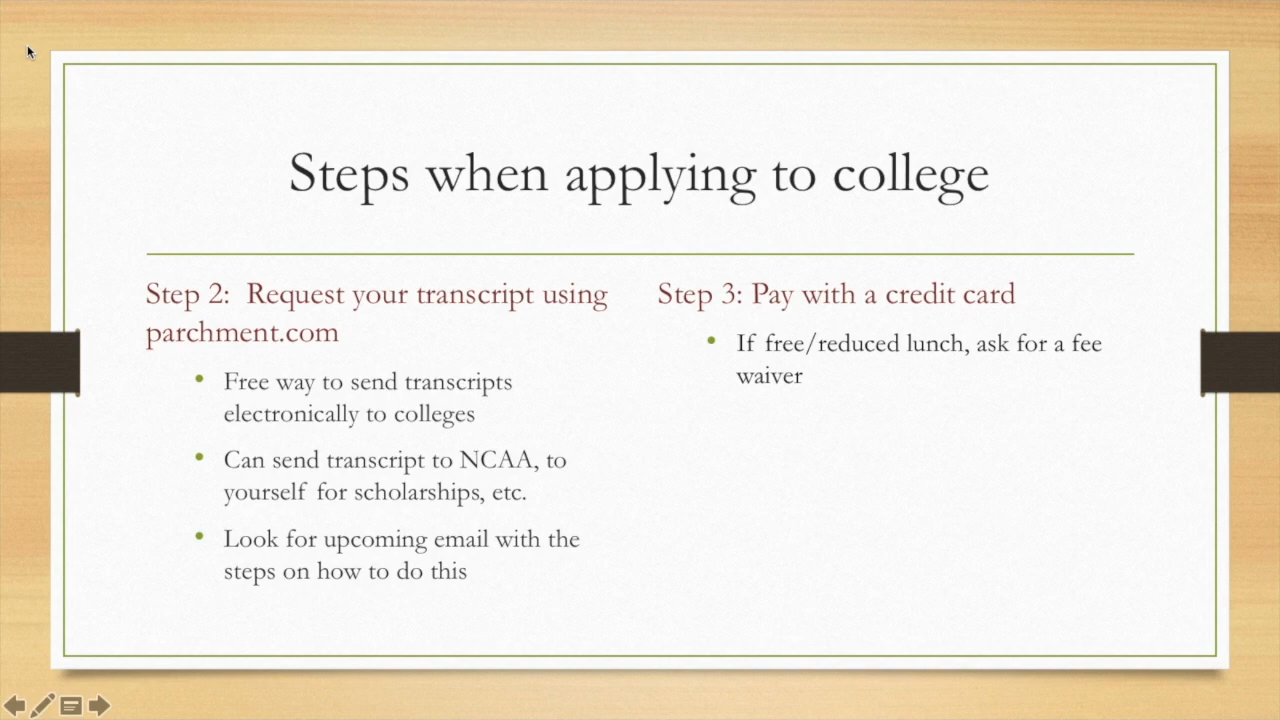 Steps when applying to college
Step 2:  Request your transcript using
parchment.com
• Free way to send transcripts
electronically to colleges
• Can send transcript to NCAA, to
yourself for scholarships, etc.
• Look for upcoming email with the
steps on how to do this
Step 3: Pay with a credit card
• If free/reduced lunch, ask for a fee
waiver